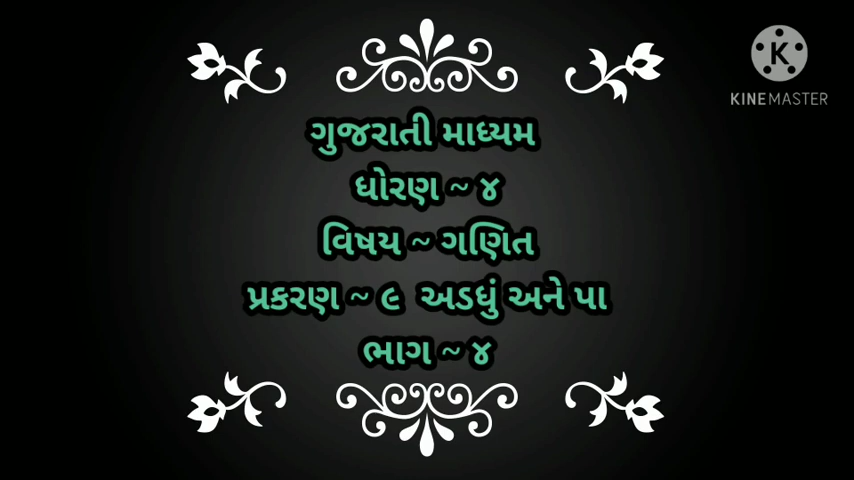 ગુજરાતી માધ્યમ
ધોરણ ~ ૪
વિષય ~ ગણિત
પ્રકરણ ~ ૯ અડધું અને પા
ભાગ ~ ૪
K
KINEMASTER